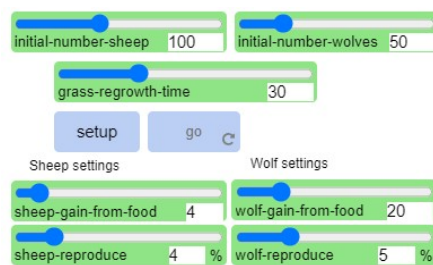 initial-number-sheep 100 initial-number-wolves 50
grass-regrowth-time 30
setup go
Sheep settings Wolf settings
sheep-gain-from-food 4 wolf-gain-from-food 20
sheep-reproduce 4 % wolf-reproduce 5 %